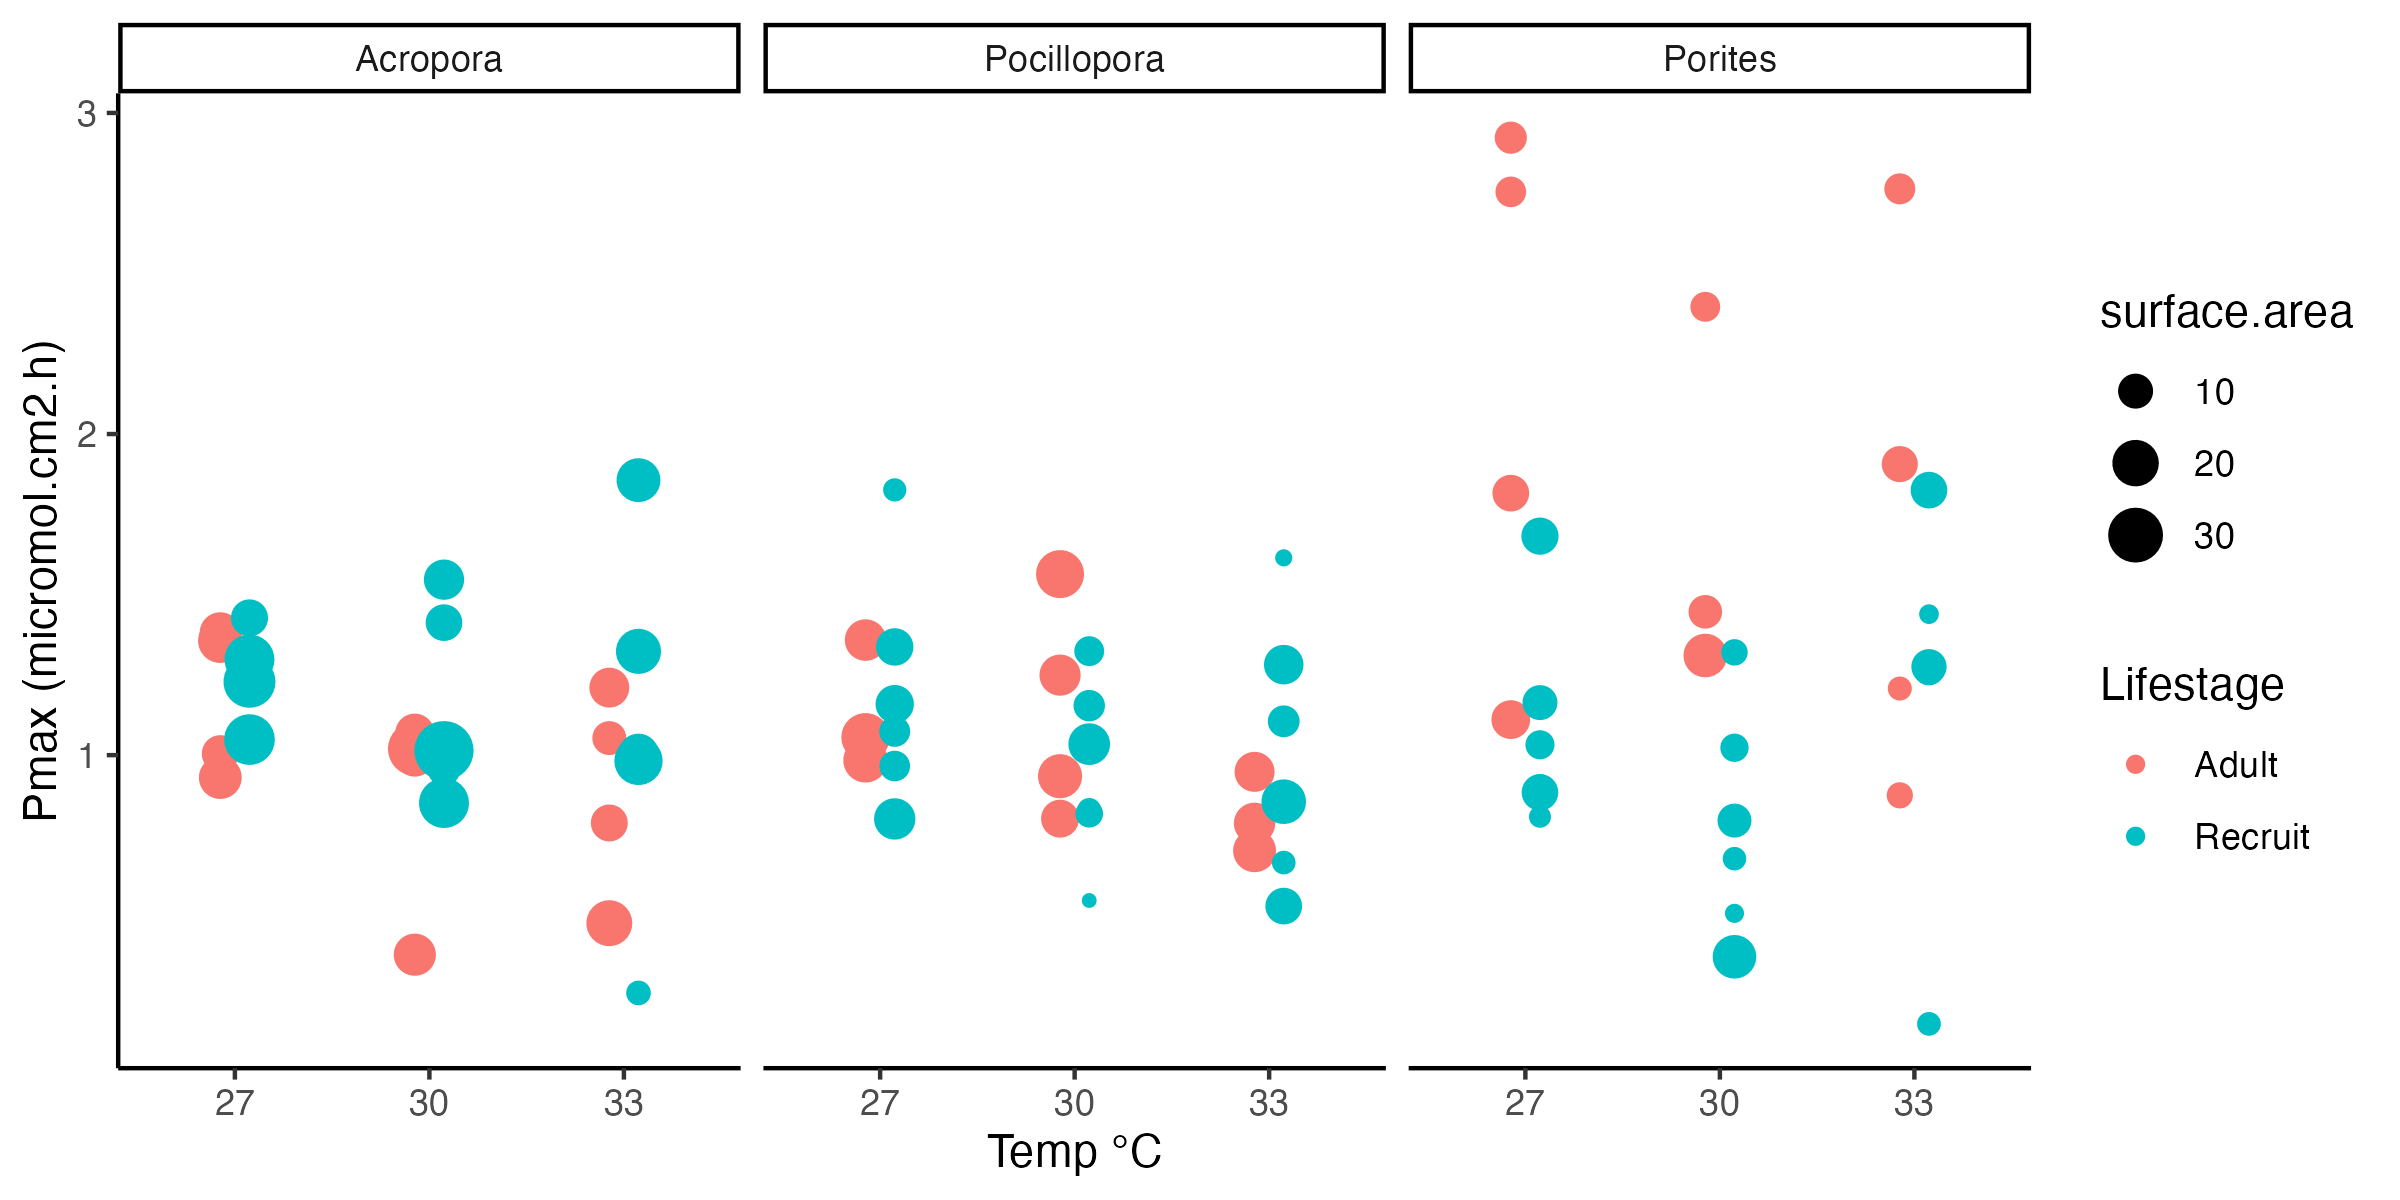 Acropora
Pocillopora
Porites
3
2
1
Pmax (micromol.cm2.h)
27
30
33
27
30
33
27
30
33
Temp °C
surface.area
10
20
30
Lifestage
Adult
Recruit